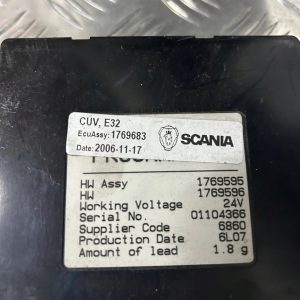 CUV, E32
EcuAssy: 1769683
Date: 2006-11-17
SCANIA
HW Assy 1769595
HW 1769596
Working Voltage 24V
Serial No. 01104366
Supplier Code 6860
Production Date 6L07
Amount of lead 1.8 g